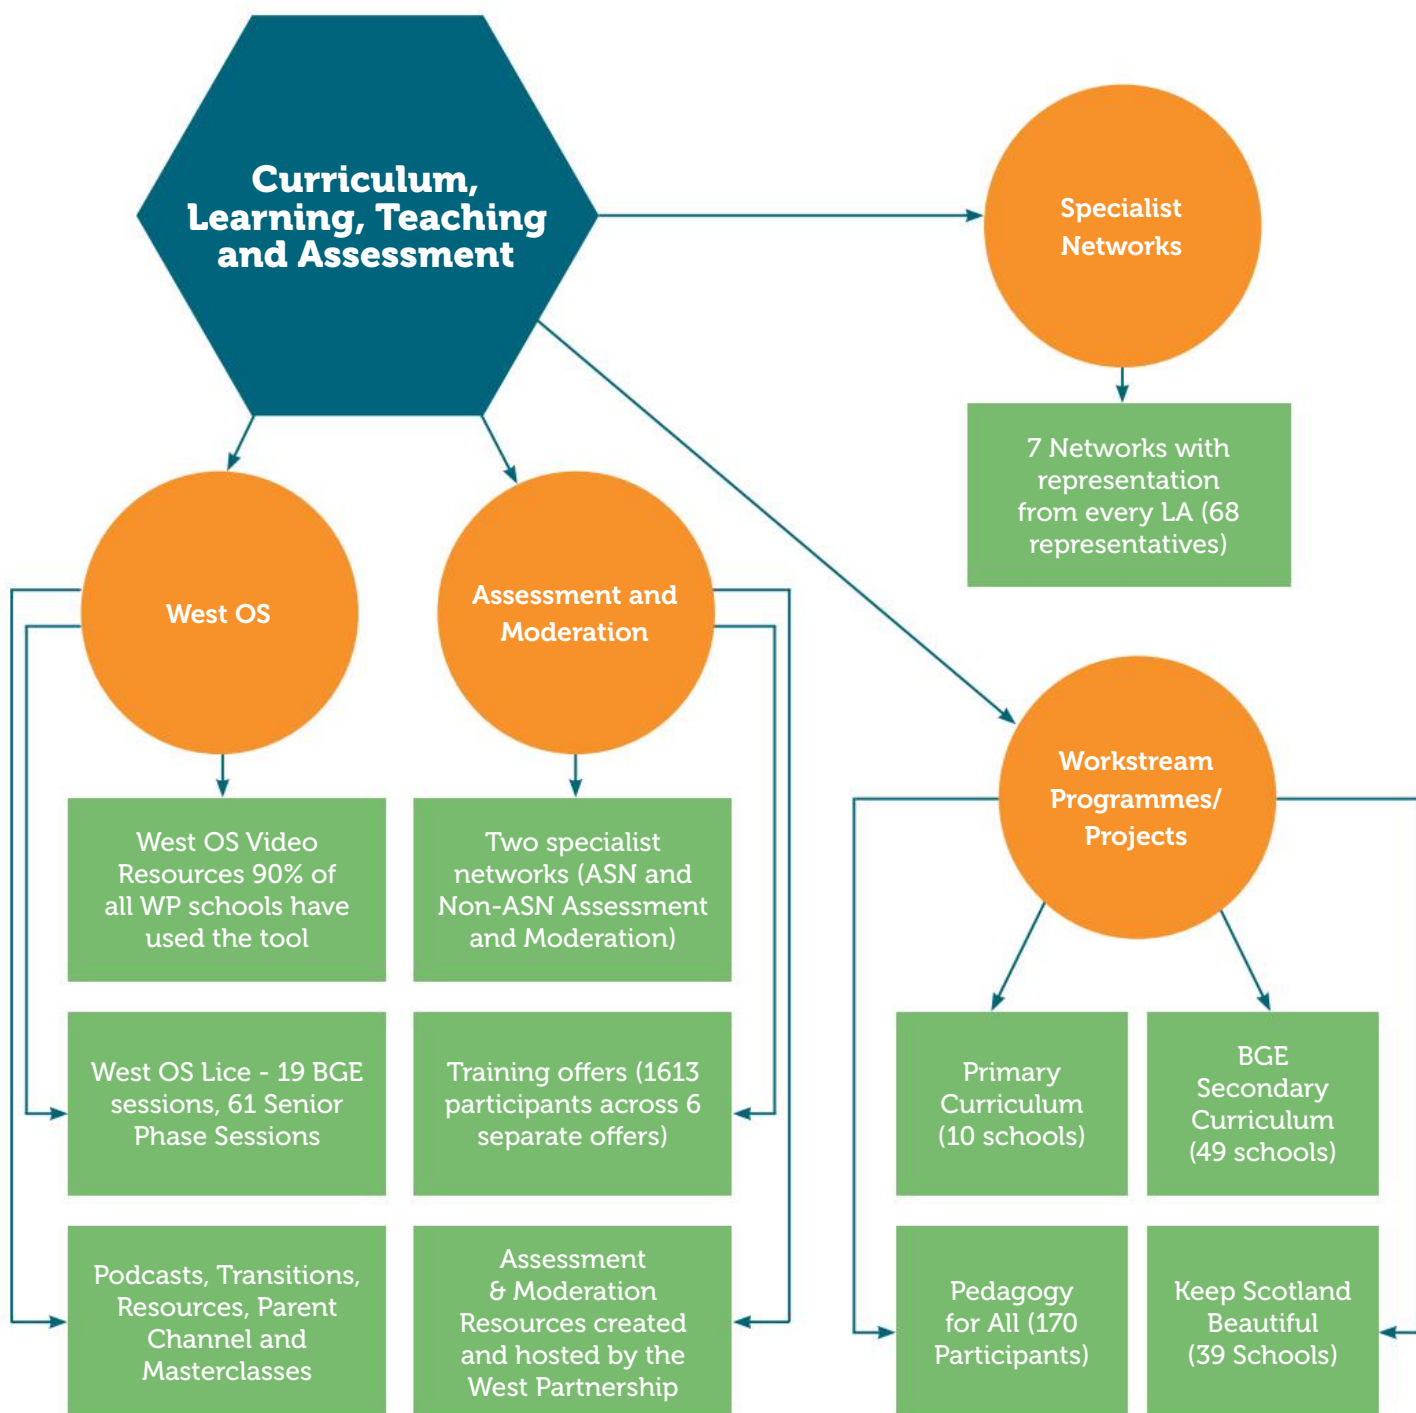 Curriculum,
Learning, Teaching
and Assessment
Specialist
Networks
7 Networks with
representation
from every LA (68
representatives)
West OS
Assessment and
Moderation
Workstream
Programmes/
Projects
West OS Video
Resources 90% of
all WP schools have
used the tool
Two specialist
networks (ASN and
Non-ASN Assessment
and Moderation)
West OS Lice - 19 BGE
sessions, 61 Senior
Phase Sessions
Training offers (1613
participants across 6
separate offers)
Primary
Curriculum
(10 schools)
BGE
Secondary
Curriculum
(49 schools)
Podcasts, Transitions,
Resources, Parent
Channel and
Masterclasses
Assessment
& Moderation
Resources created
and hosted by the
West Partnership
Pedagogy
for All (170
Participants)
Keep Scotland
Beautiful
(39 Schools)